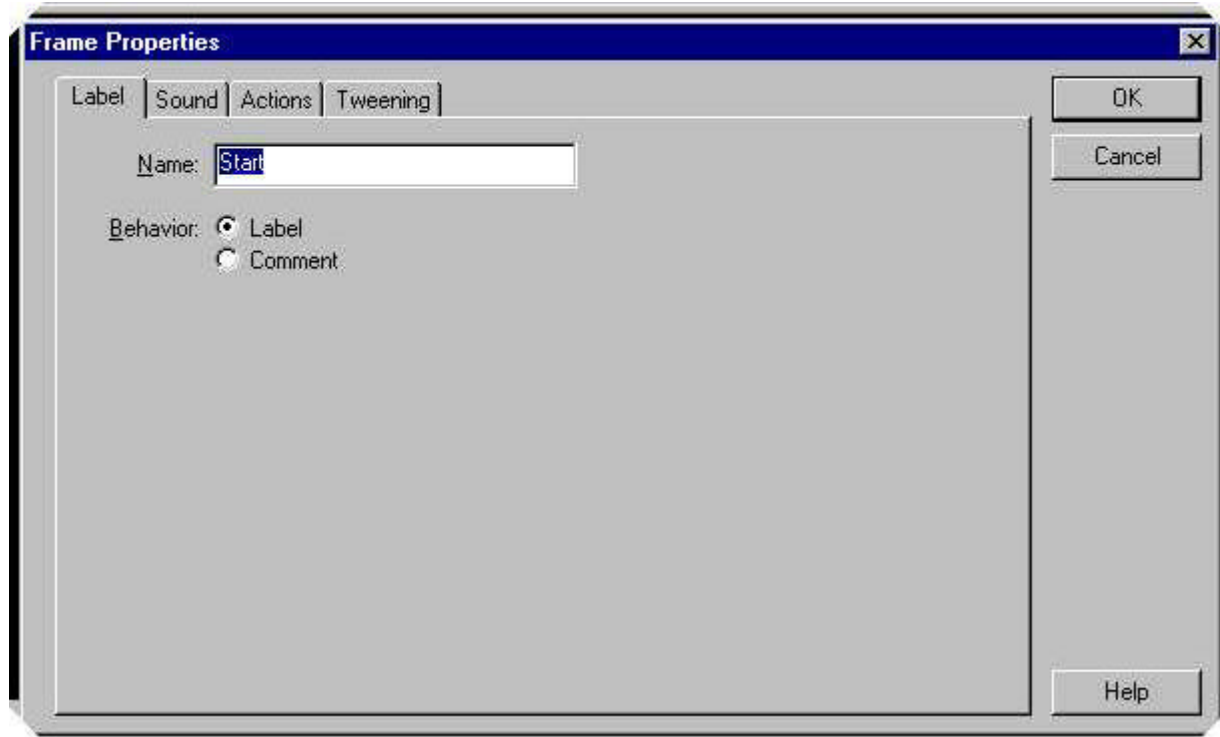 Frame Properties
Label Sound Actions Tweening
OK
Name: Start
Cancel
Behavior: Label
Comment
Help